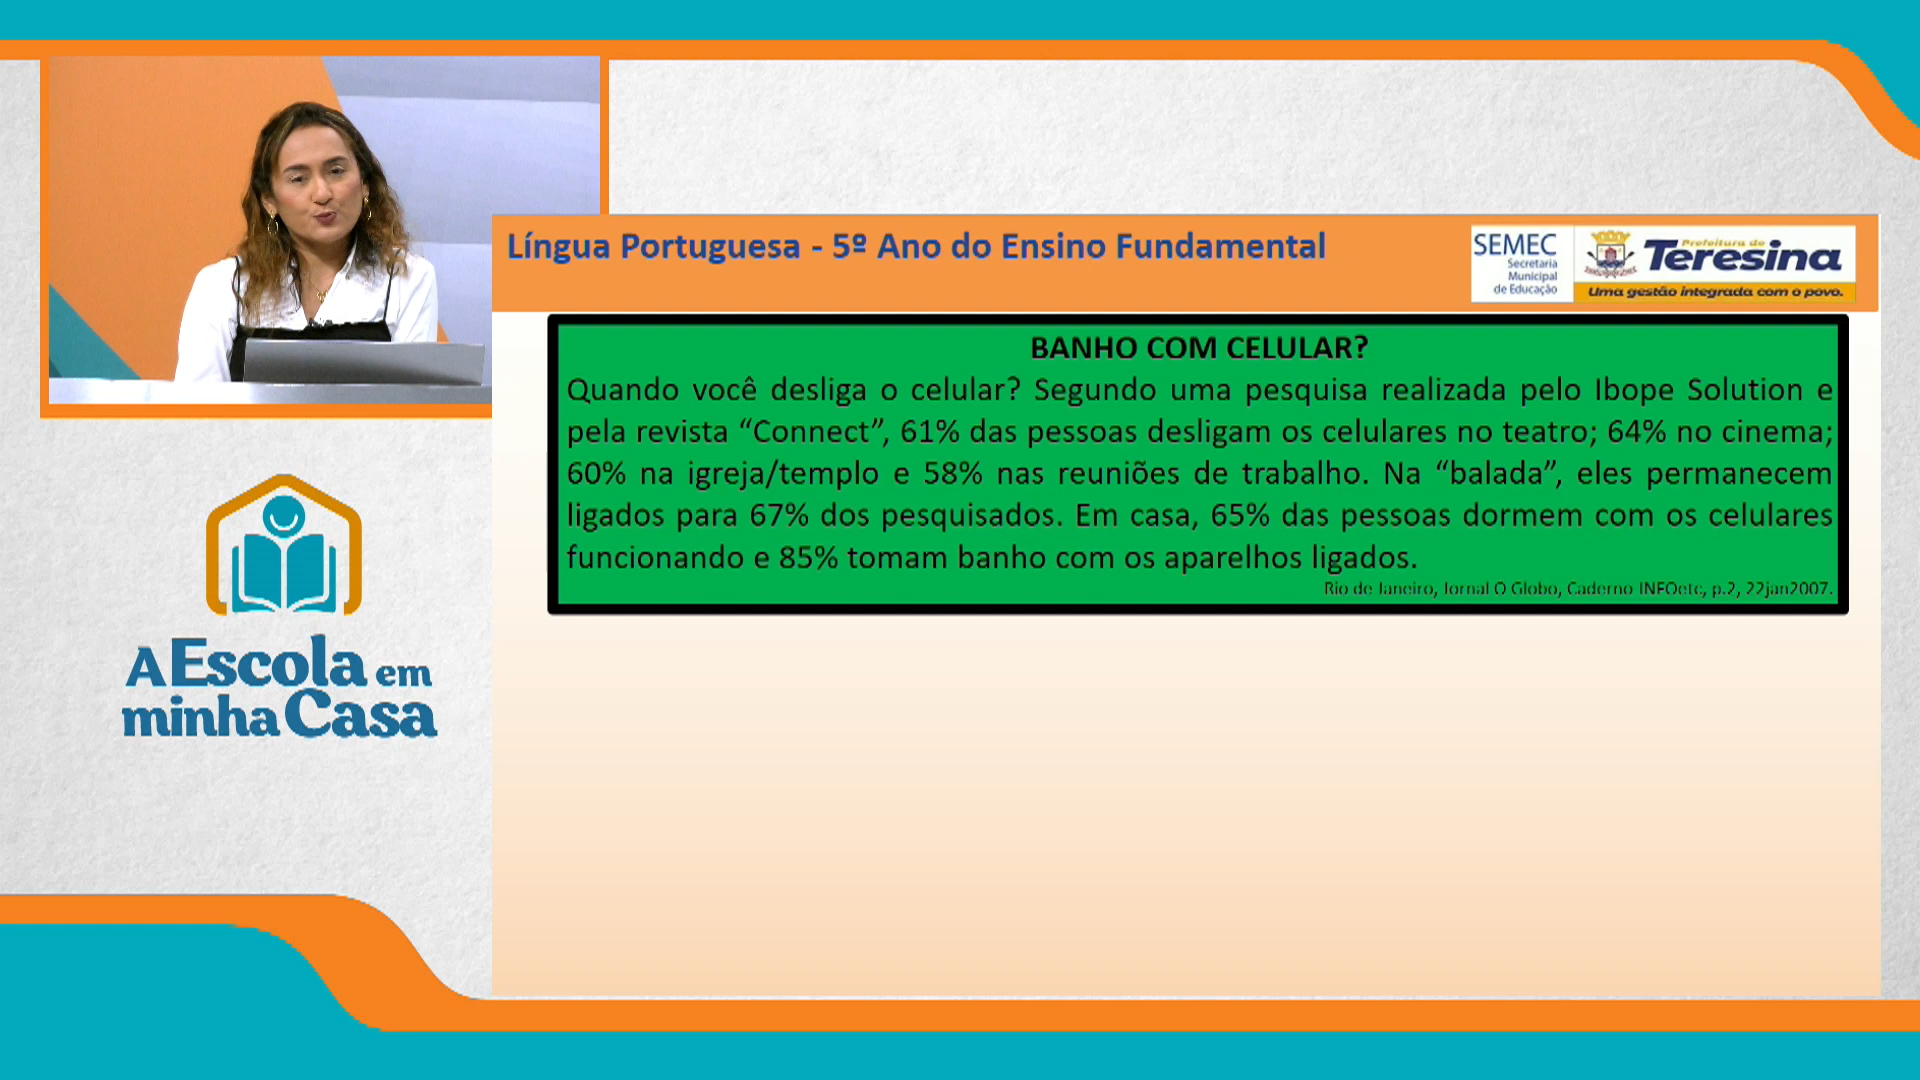 Língua Portuguesa - 5º Ano do Ensino Fundamental
SEMEC
Secretaria
Municipal
de Educação
Prefeitura de
Teresina
Uma gestão integrada com o povo.
BANHO COM CELULAR?
Quando você desliga o celular? Segundo uma pesquisa realizada pelo Ibope Solution e
pela revista “Connect”, 61% das pessoas desligam os celulares no teatro; 64% no cinema;
60% na igreja/templo e 58% nas reuniões de trabalho. Na “balada”, eles permanecem
ligados para 67% dos pesquisados. Em casa, 65% das pessoas dormem com os celulares
funcionando e 85% tomam banho com os aparelhos ligados.
Rio de Janeiro, Jornal O Globo, Caderno INFOetc, p.2, 22jan2007.
A Escola em
minha Casa